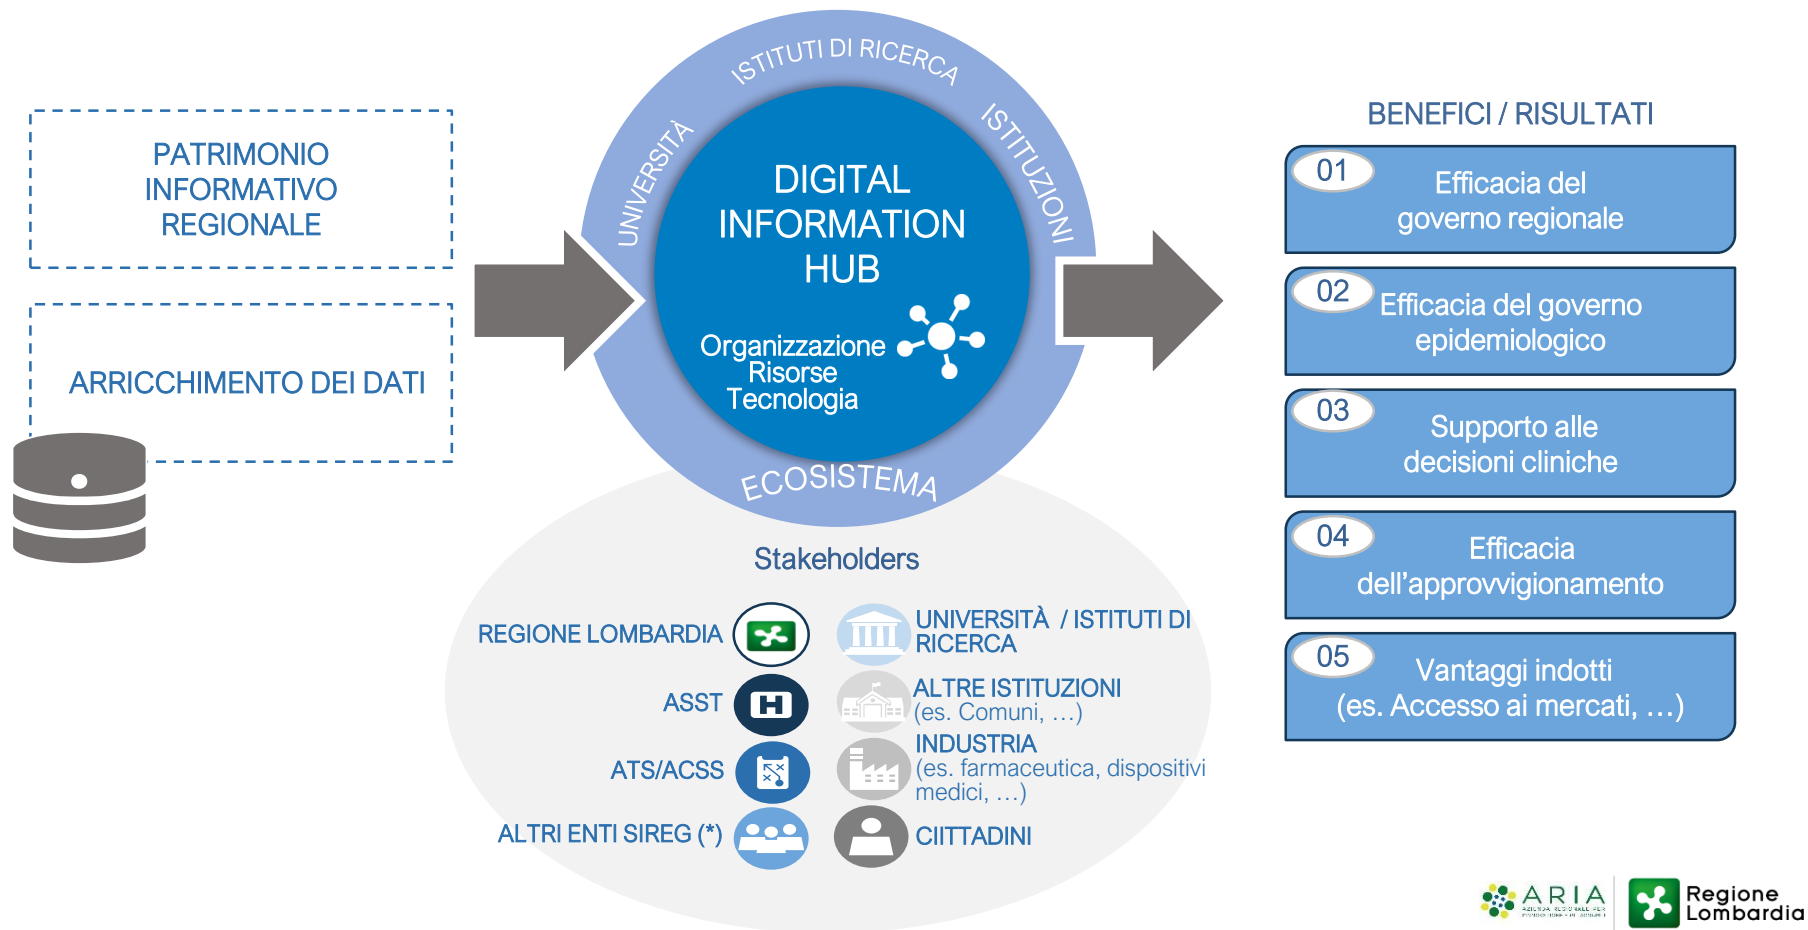 PATRIMONIO
INFORMATIVO
REGIONALE
ARRICCHIMENTO DEI DATI
UNIVERSITÀ
ISTITUTI DI RICERCA
ISTITUZIONI
DIGITAL
INFORMATION
HUB
Organizzazione
Risorse
Tecnologia
ECOSISTEMA
Stakeholders
REGIONE LOMBARDIA
ASST
H
ATS/ACSS
ALTRI ENTI SIREG (*)
UNIVERSITÀ / ISTITUTI DI
RICERCA
ALTRE ISTITUZIONI
(es. Comuni, …)
INDUSTRIA
(es. farmaceutica, dispositivi
medici, …)
CIITTADINI
BENEFICI / RISULTATI
01
Efficacia del
governo regionale
02
Efficacia del governo
epidemiologico
03
Supporto alle
decisioni cliniche
04
Efficacia
dell’approvvigionamento
05
Vantaggi indotti
(es. Accesso ai mercati, …)
ARIA
AZIENDA REGIONALE PER
Regione
Lombardia